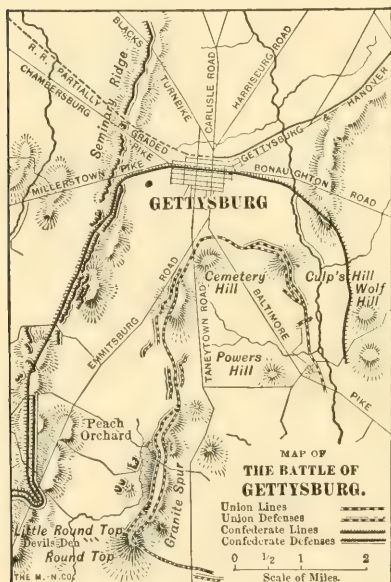 BLACKS
TURNPIKE
R.R. PARTIALLY
GRADED
CHAMBERSBURG
PIKE
Seminary Ridge
CARLISLE ROAD
HARRISBURG ROAD
GETTYSBURG & HANOVER
MILLERSTOWN PIKE
BONAUGHTON
ROAD
GETTYSBURG
EMMITSBURG ROAD
TANEYTOWN ROAD
Cemetery
Hill
BALTIMORE
PIKE
Culp's Hill
Wolf
Hill
Powers
Hill
Peach
Orchard
Granite Spur
Little Round Top
Devils Den
Round Top
MAP OF
THE BATTLE OF
GETTYSBURG.
Union Lines
Union Defenses
Confederate Lines
Confederate Defenses
0 1/2 1 2
Scale of Miles.
THE M.-N. CO.